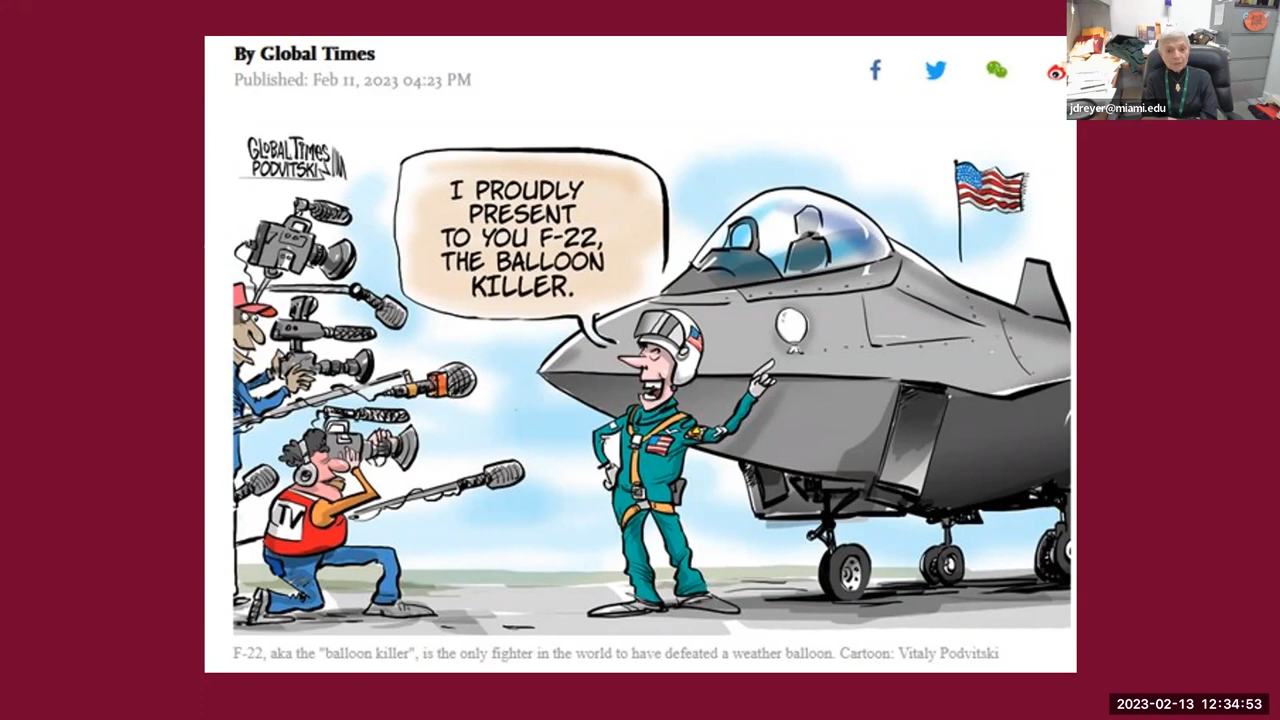 By Global Times
Published: Feb 11, 2023 04:23 PM
jdreyer@miami.edu
GLOBAL TIMES
PODVITSKI
I PROUDLY
PRESENT
TO YOU F-22,
THE BALLOON
KILLER.
TV
F-22, aka the "balloon killer", is the only fighter in the world to have defeated a weather balloon. Cartoon: Vitaly Podvitski
2023-02-13 12:34:53